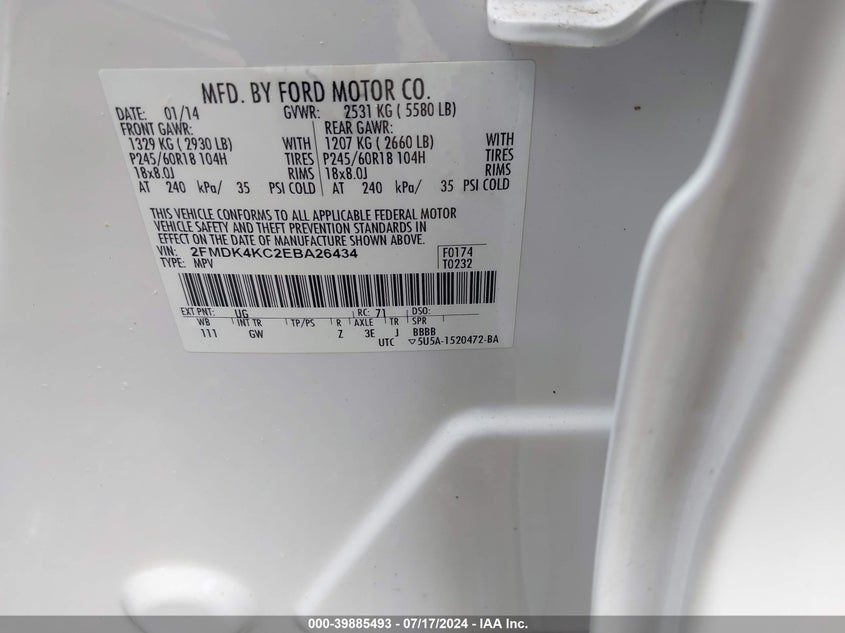 MFD. BY FORD MOTOR CO.
DATE: 01/14 GVWR: 2531 KG ( 5580 LB)
FRONT GAWR: REAR GAWR:
1329 KG ( 2930 LB) WITH 1207 KG ( 2660 LB) WITH
P245/60R18 104H TIRES P245/60R18 104H TIRES
18x8.0J RIMS 18x8.0J RIMS
AT 240 kPa/ 35 PSI COLD AT 240 kPa/ 35 PSI COLD
THIS VEHICLE CONFORMS TO ALL APPLICABLE FEDERAL MOTOR
VEHICLE SAFETY AND THEFT PREVENTION STANDARDS IN
EFFECT ON THE DATE OF MANUFACTURE SHOWN ABOVE.
VIN: 2FMDK4KC2EBA26434 F0174
TYPE: MPV T0232
EXT PNT: UG RC: 71 DSO:
WB INT TR TP/PS R AXLE TR SPR
111 GW Z 3E J BBBB
UTC ▽5U5A-1520472-BA
000-39885493 - 07/17/2024 - IAA Inc.